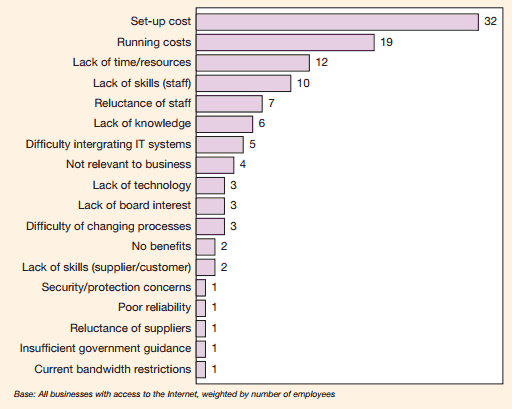 Set-up cost 32
Running costs 19
Lack of time/resources 12
Lack of skills (staff) 10
Reluctance of staff 7
Lack of knowledge 6
Difficulty intergrating IT systems 5
Not relevant to business 4
Lack of technology 3
Lack of board interest 3
Difficulty of changing processes 3
No benefits 2
Lack of skills (supplier/customer) 2
Security/protection concerns 1
Poor reliability 1
Reluctance of suppliers 1
Insufficient government guidance 1
Current bandwidth restrictions 1
Base: All businesses with access to the Internet, weighted by number of employees